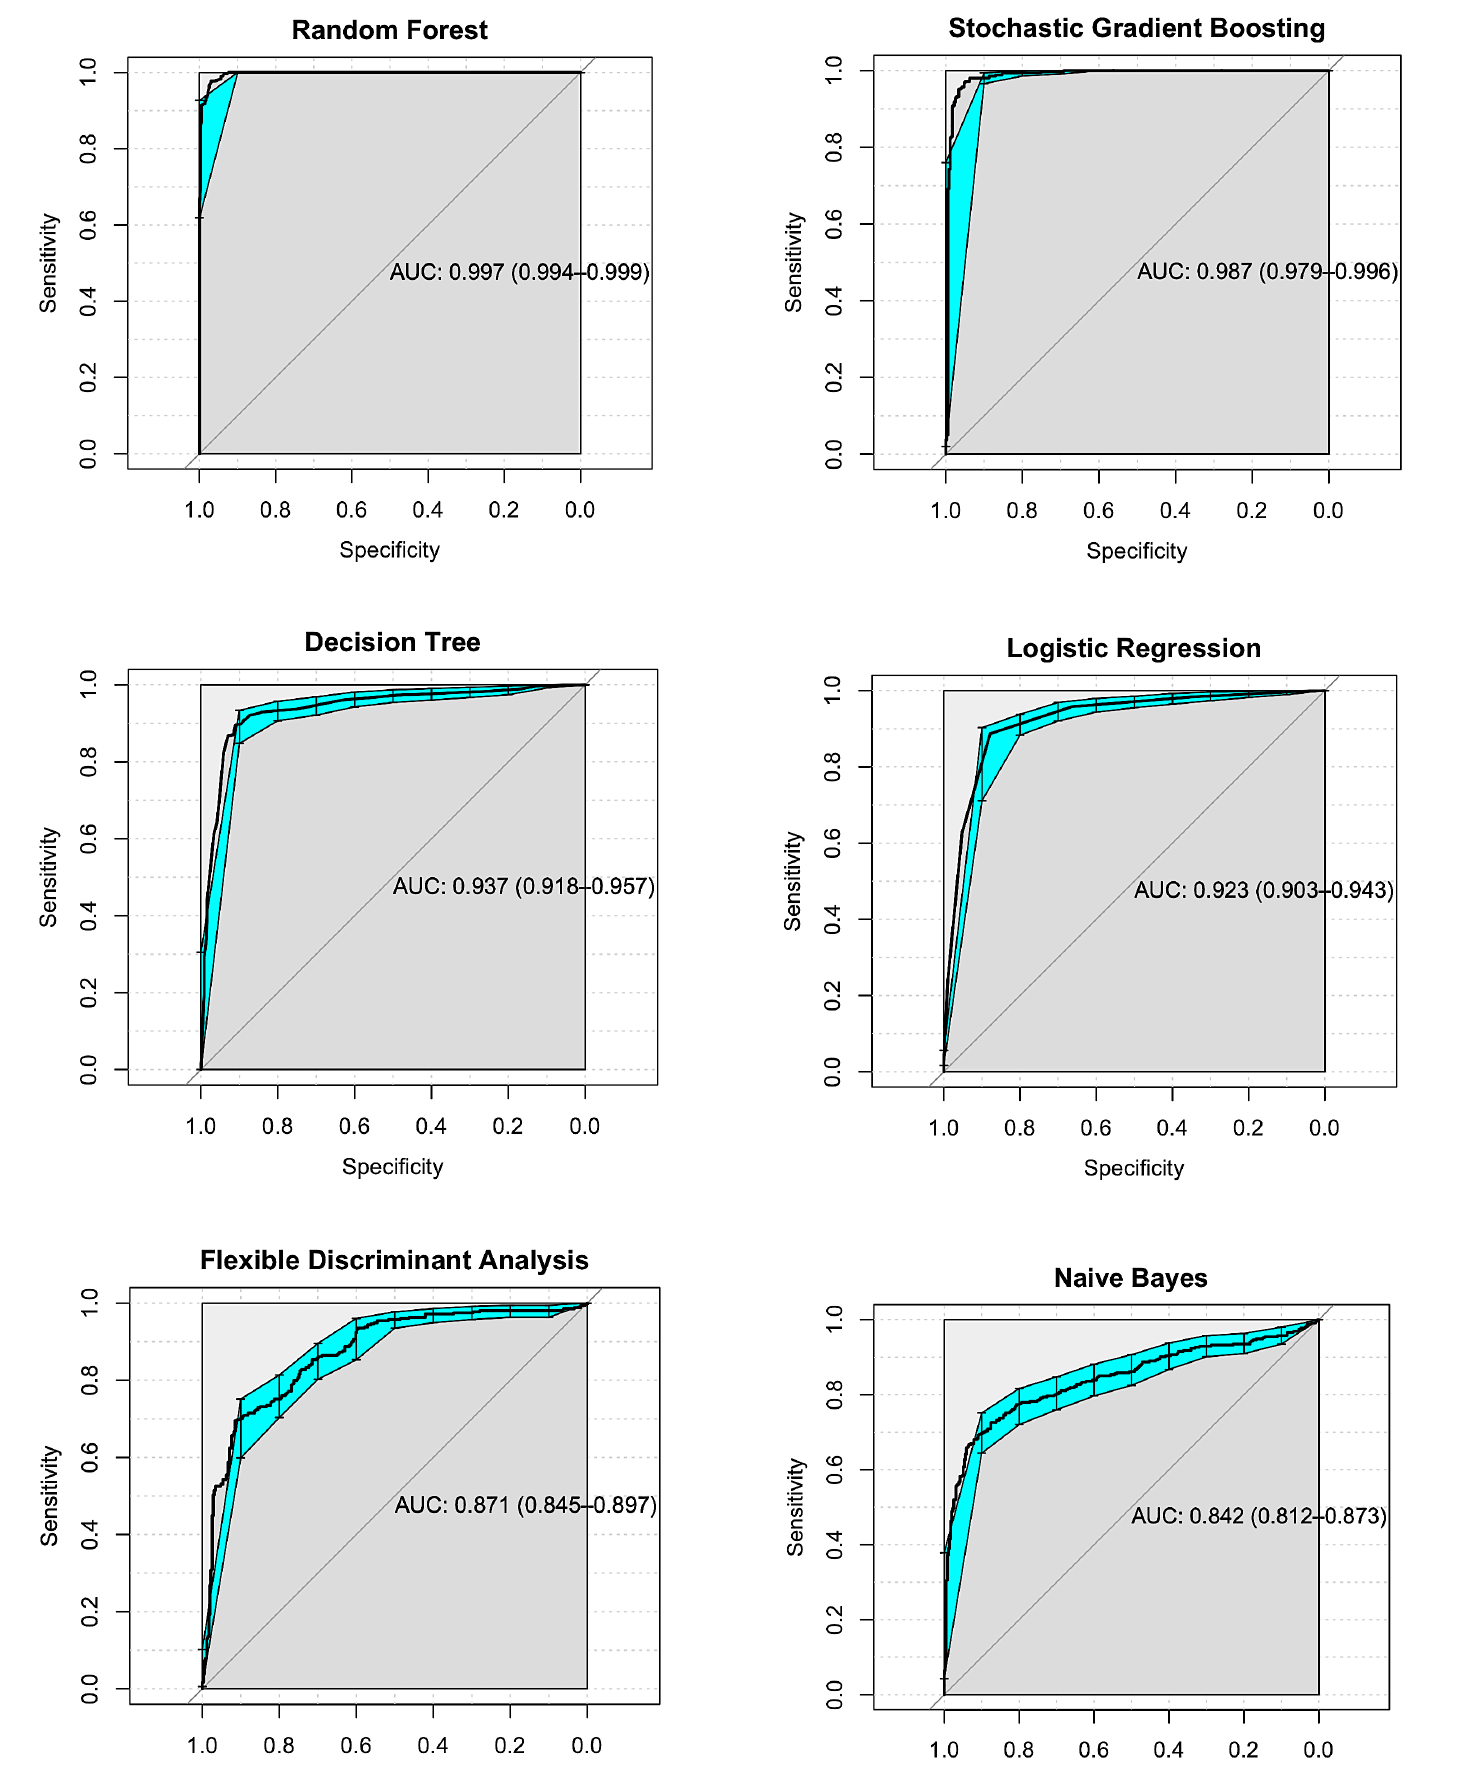 Random Forest
1.0
0.8
0.6
0.4
0.2
0.0
Sensitivity
AUC: 0.997 (0.994–0.999)
1.0 0.8 0.6 0.4 0.2 0.0
Specificity
Stochastic Gradient Boosting
1.0
0.8
0.6
0.4
0.2
0.0
Sensitivity
AUC: 0.987 (0.979–0.996)
1.0 0.8 0.6 0.4 0.2 0.0
Specificity
Decision Tree
1.0
0.8
0.6
0.4
0.2
0.0
Sensitivity
AUC: 0.937 (0.918–0.957)
1.0 0.8 0.6 0.4 0.2 0.0
Specificity
Logistic Regression
1.0
0.8
0.6
0.4
0.2
0.0
Sensitivity
AUC: 0.923 (0.903–0.943)
1.0 0.8 0.6 0.4 0.2 0.0
Specificity
Flexible Discriminant Analysis
1.0
0.8
0.6
0.4
0.2
0.0
Sensitivity
AUC: 0.871 (0.845–0.897)
1.0 0.8 0.6 0.4 0.2 0.0
Naive Bayes
1.0
0.8
0.6
0.4
0.2
0.0
Sensitivity
AUC: 0.842 (0.812–0.873)
1.0 0.8 0.6 0.4 0.2 0.0